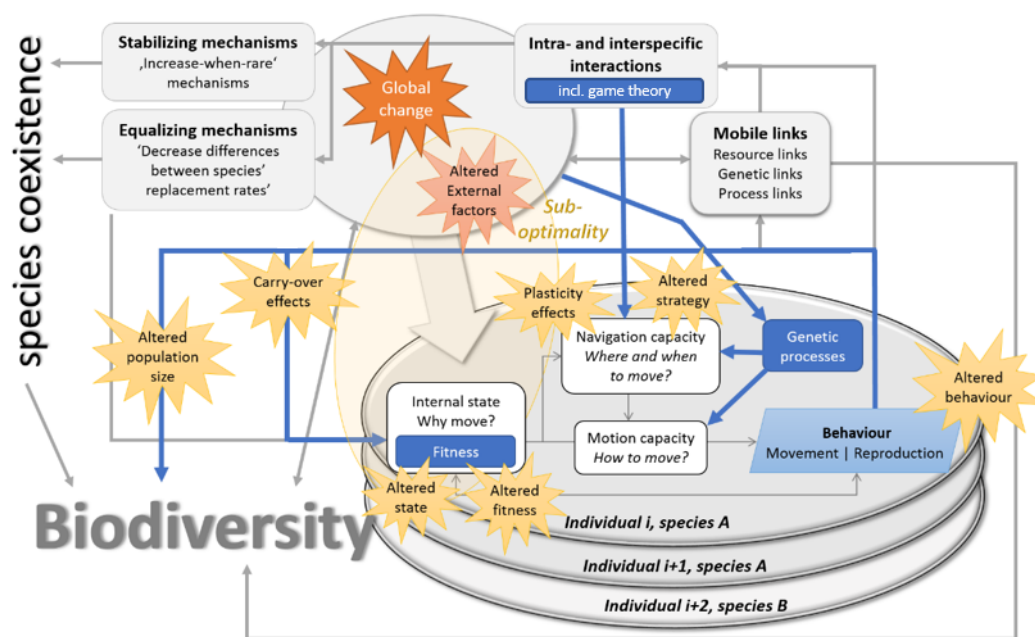 species coexistence
Stabilizing mechanisms
‚Increase-when-rare‘
mechanisms
Equalizing mechanisms
‘Decrease differences
between species’
replacement rates’
Global
change
Altered
External
factors
Sub-
optimality
Intra- and interspecific
interactions
incl. game theory
Mobile links
Resource links
Genetic links
Process links
Carry-over
effects
Altered
population
size
Plasticity
effects
Altered
strategy
Navigation capacity
Where and when
to move?
Genetic
processes
Altered
behaviour
Internal state
Why move?
Fitness
Motion capacity
How to move?
Behaviour
Movement | Reproduction
Altered
state
Altered
fitness
Biodiversity
Individual i, species A
Individual i+1, species A
Individual i+2, species B